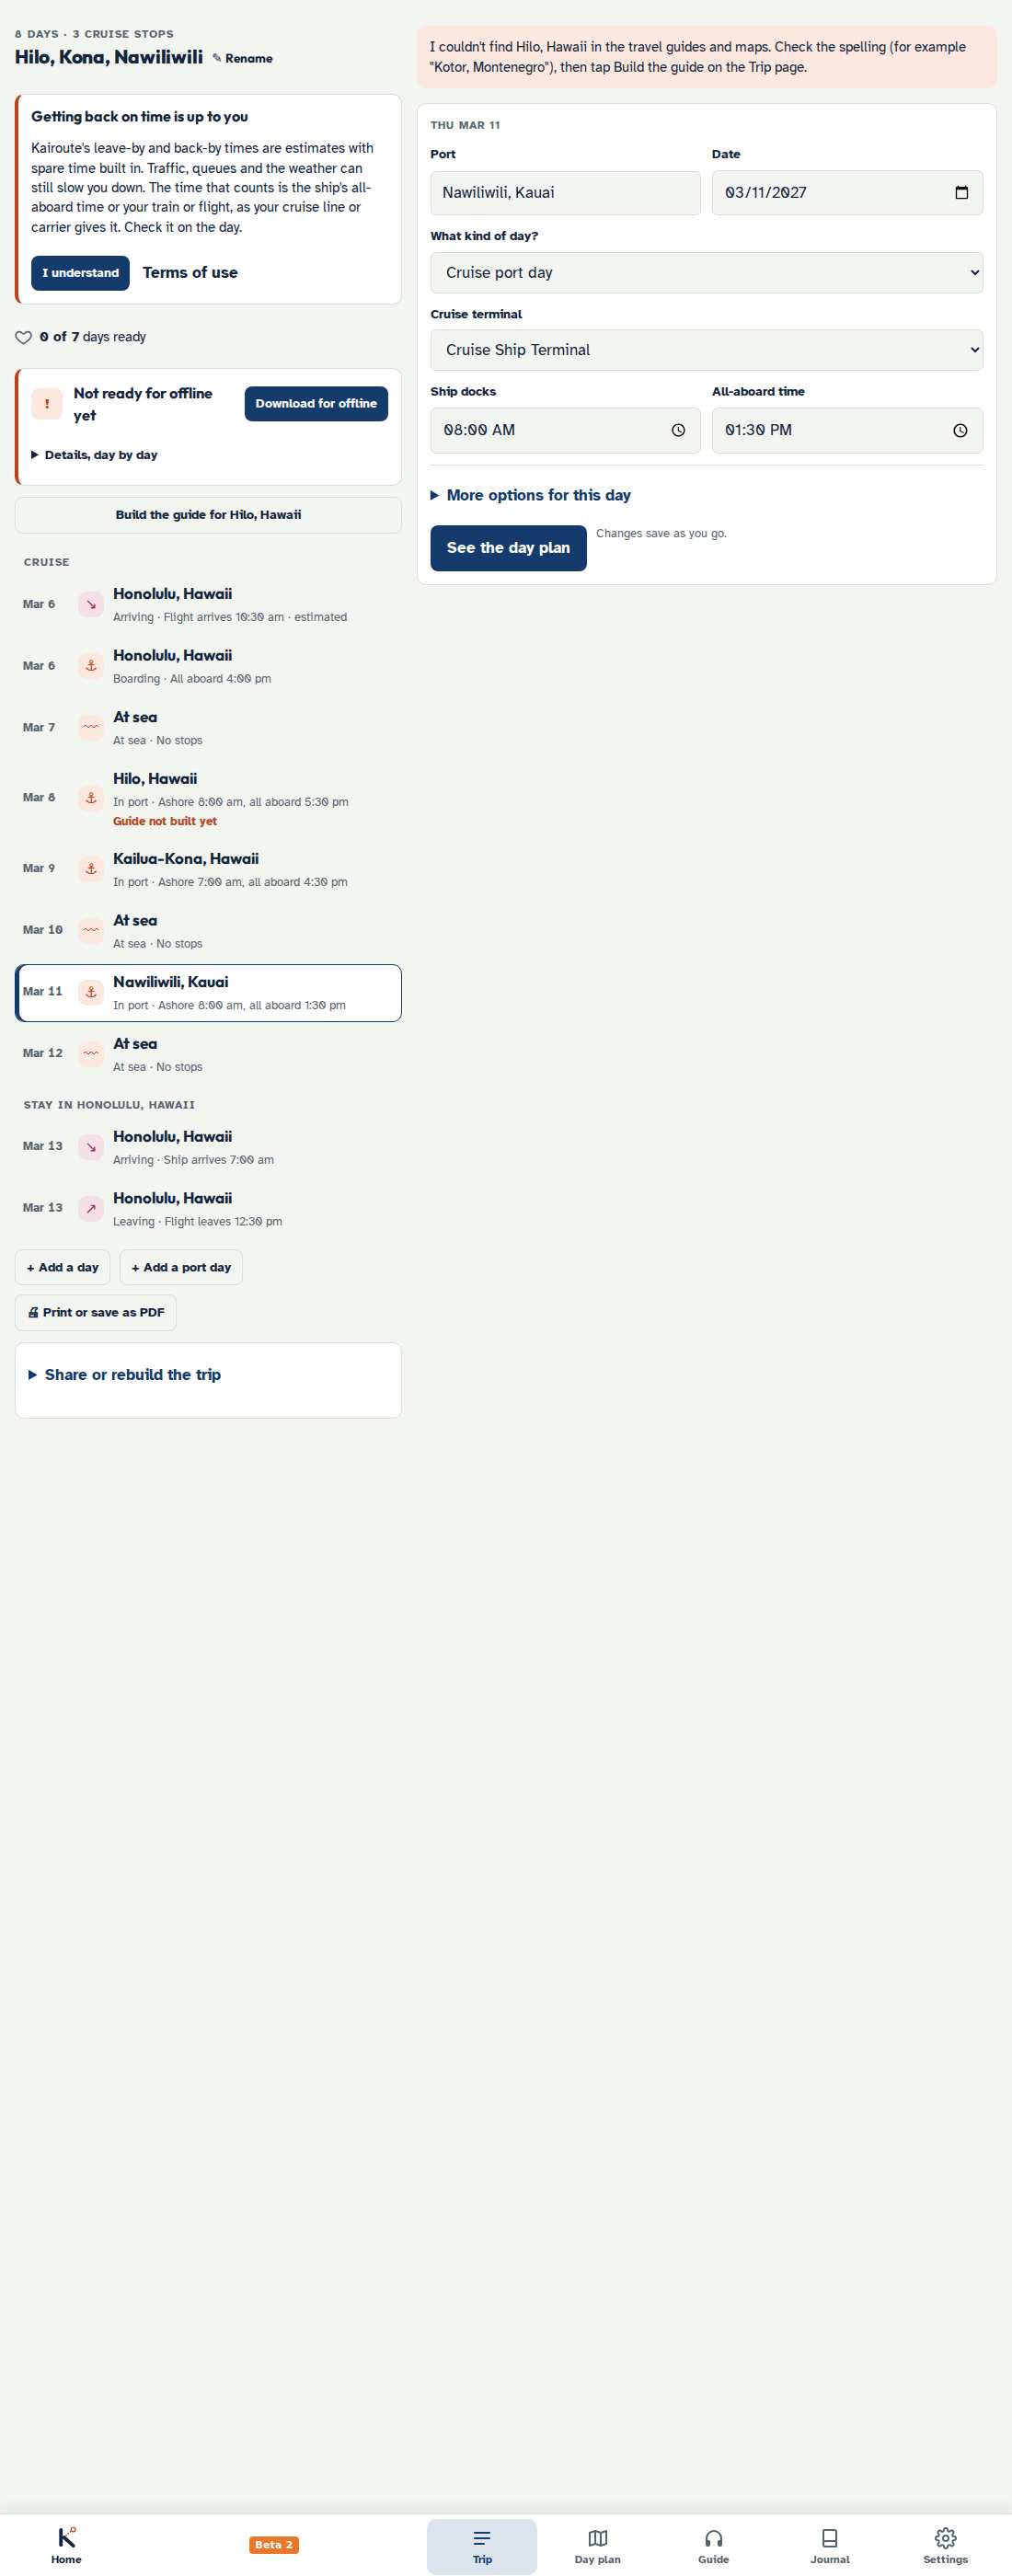 8 DAYS · 3 CRUISE STOPS
Hilo, Kona, Nawiliwili ✎ Rename
Getting back on time is up to you
Kairoute's leave-by and back-by times are estimates with
spare time built in. Traffic, queues and the weather can
still slow you down. The time that counts is the ship's all-
aboard time or your train or flight, as your cruise line or
carrier gives it. Check it on the day.
I understand Terms of use
0 of 7 days ready
! Not ready for offline
yet
Download for offline
▶ Details, day by day
Build the guide for Hilo, Hawaii
CRUISE
Mar 6 Honolulu, Hawaii
Arriving · Flight arrives 10:30 am · estimated
Mar 6 Honolulu, Hawaii
Boarding · All aboard 4:00 pm
Mar 7 At sea
At sea · No stops
Mar 8 Hilo, Hawaii
In port · Ashore 8:00 am, all aboard 5:30 pm
Guide not built yet
Mar 9 Kailua-Kona, Hawaii
In port · Ashore 7:00 am, all aboard 4:30 pm
Mar 10 At sea
At sea · No stops
Mar 11 Nawiliwili, Kauai
In port · Ashore 8:00 am, all aboard 1:30 pm
Mar 12 At sea
At sea · No stops
STAY IN HONOLULU, HAWAII
Mar 13 Honolulu, Hawaii
Arriving · Ship arrives 7:00 am
Mar 13 Honolulu, Hawaii
Leaving · Flight leaves 12:30 pm
+ Add a day + Add a port day
Print or save as PDF
▶ Share or rebuild the trip
I couldn't find Hilo, Hawaii in the travel guides and maps. Check the spelling (for example
"Kotor, Montenegro"), then tap Build the guide on the Trip page.
THU MAR 11
Port Date
Nawiliwili, Kauai 03/11/2027
What kind of day?
Cruise port day
Cruise terminal
Cruise Ship Terminal
Ship docks All-aboard time
08:00 AM 01:30 PM
▶ More options for this day
See the day plan Changes save as you go.
Home Beta 2 Trip Day plan Guide Journal Settings